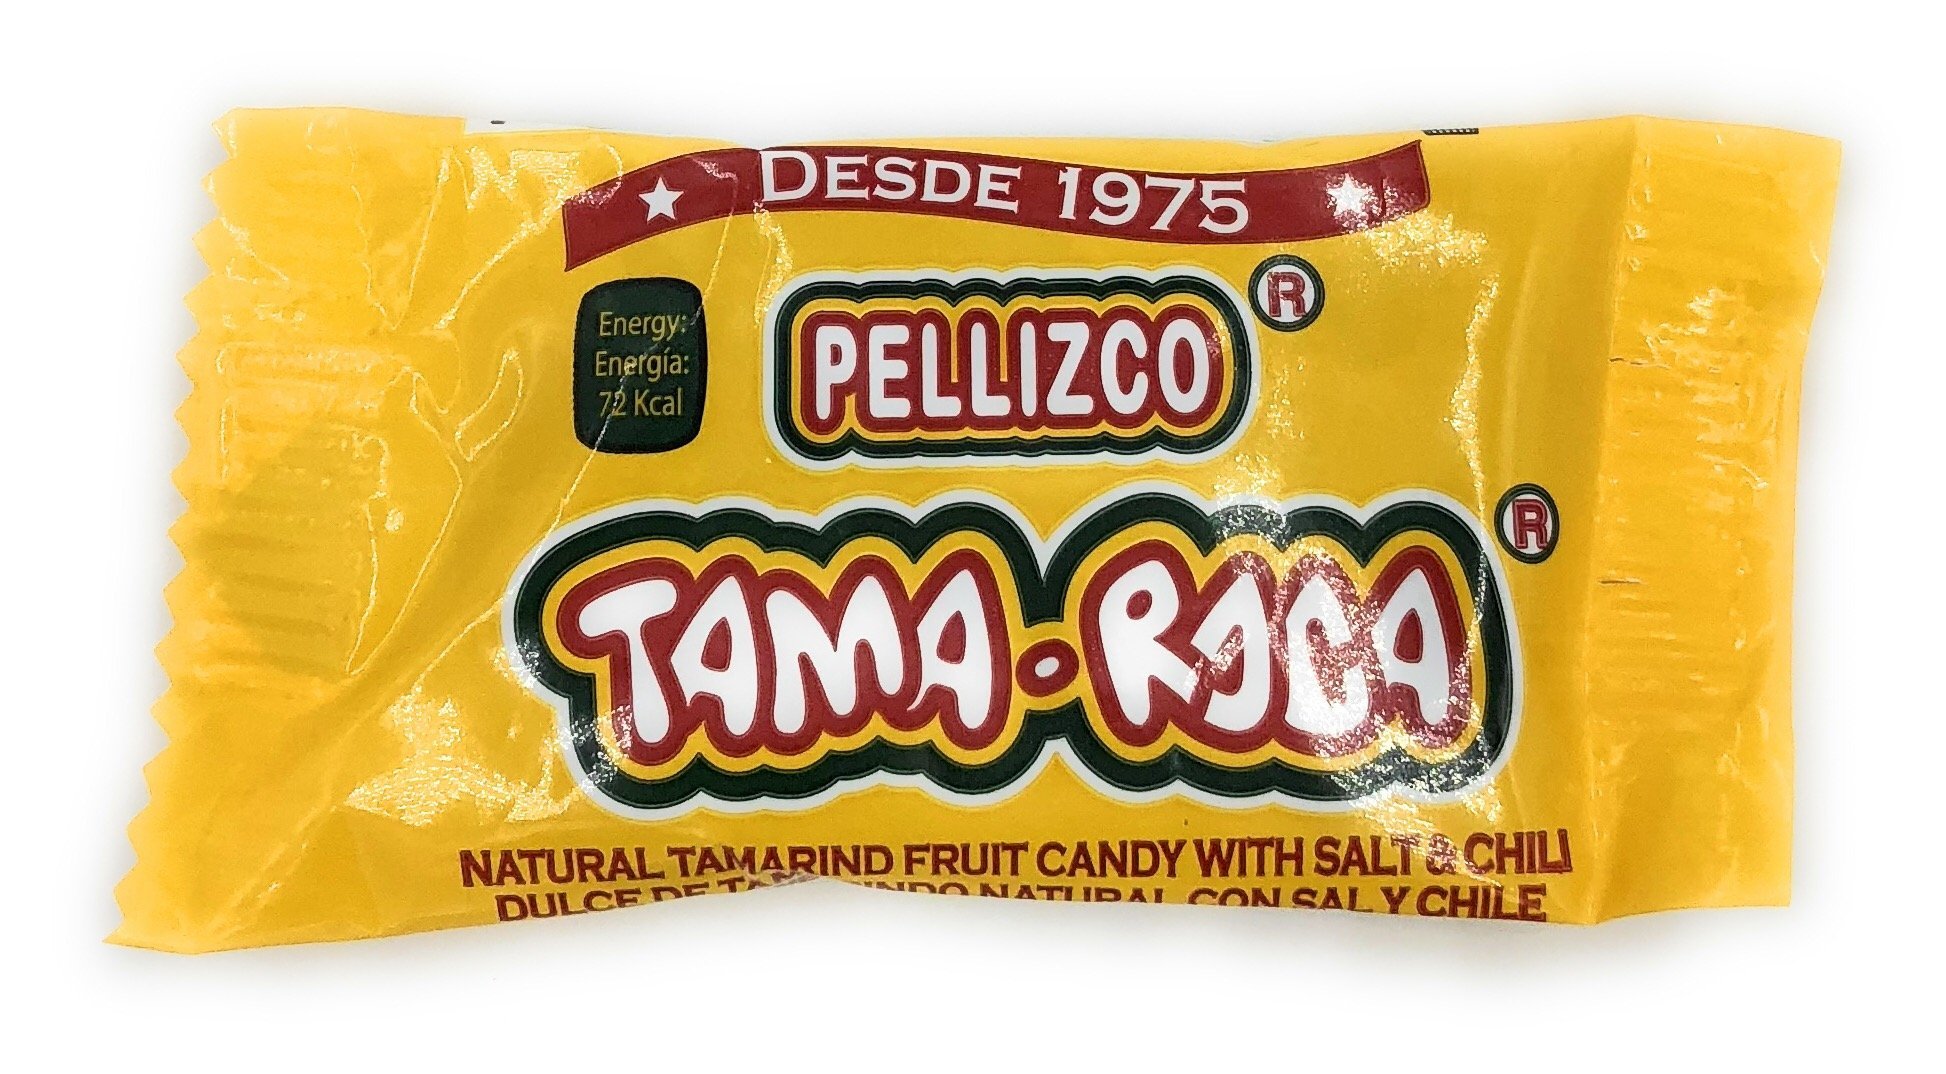 DESDE 1975
Energy:
Energía:
72 Kcal
PELLIZCO®
TAMA·ROCA®
NATURAL TAMARIND FRUIT CANDY WITH SALT & CHILI
DULCE DE TAMARINDO NATURAL CON SAL Y CHILE